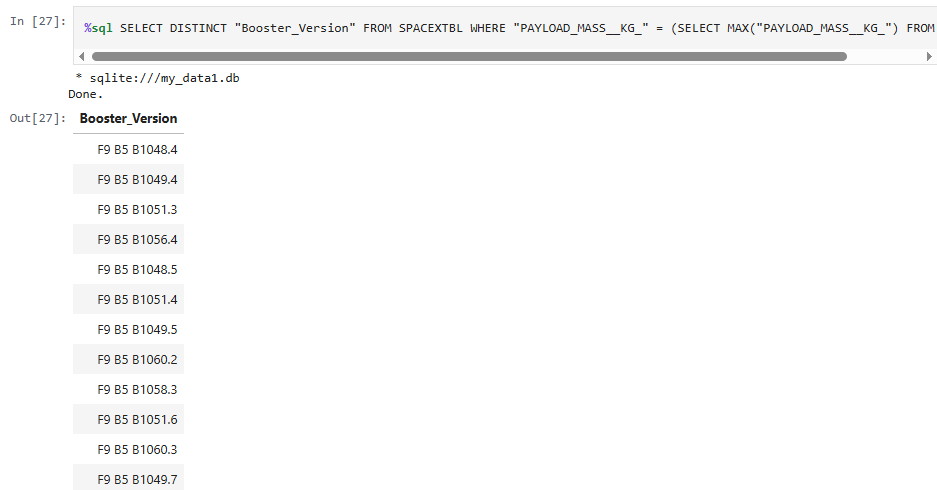 In [27]:
%sql SELECT DISTINCT "Booster_Version" FROM SPACEXTBL WHERE "PAYLOAD_MASS__KG_" = (SELECT MAX("PAYLOAD_MASS__KG_") FROM
* sqlite:///my_data1.db
Done.
Out[27]:
Booster_Version
F9 B5 B1048.4
F9 B5 B1049.4
F9 B5 B1051.3
F9 B5 B1056.4
F9 B5 B1048.5
F9 B5 B1051.4
F9 B5 B1049.5
F9 B5 B1060.2
F9 B5 B1058.3
F9 B5 B1051.6
F9 B5 B1060.3
F9 B5 B1049.7